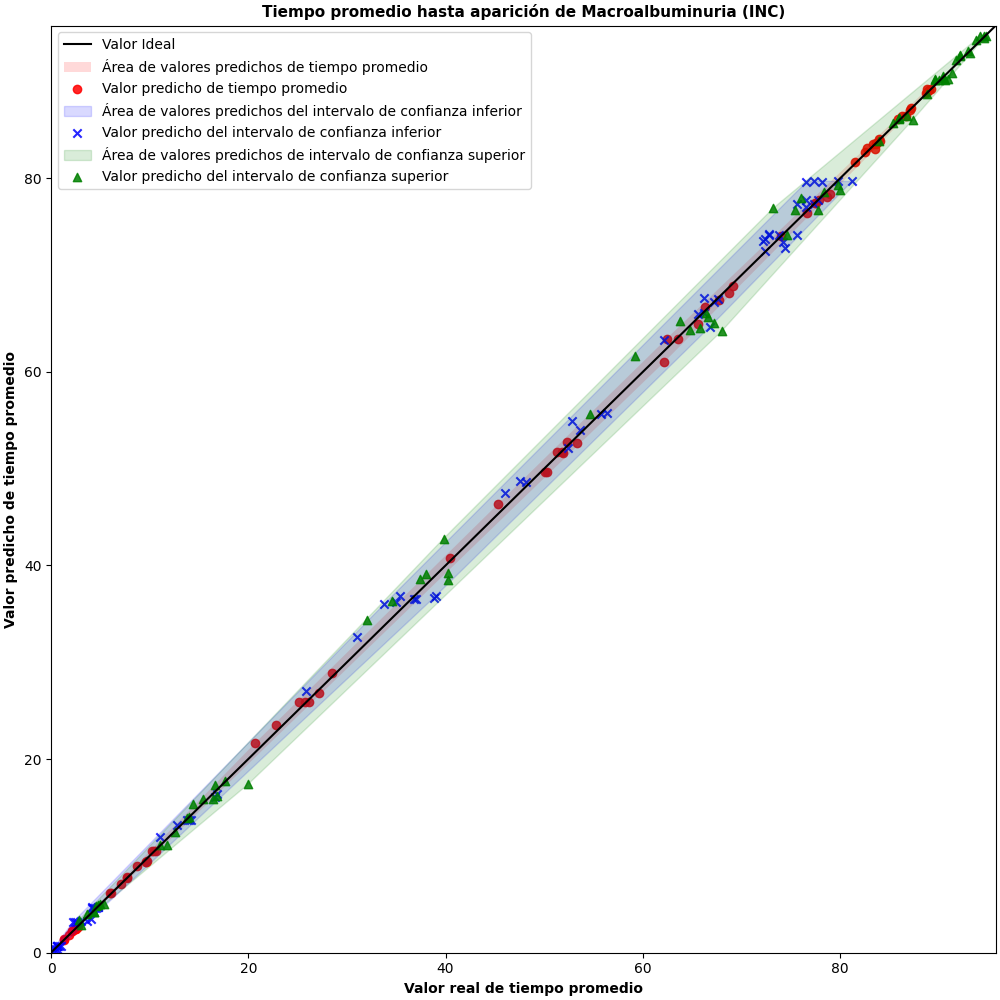 Tiempo promedio hasta aparición de Macroalbuminuria (INC)
Valor Ideal
Área de valores predichos de tiempo promedio
Valor predicho de tiempo promedio
Área de valores predichos del intervalo de confianza inferior
Valor predicho del intervalo de confianza inferior
Área de valores predichos de intervalo de confianza superior
Valor predicho del intervalo de confianza superior
Valor predicho de tiempo promedio
80
60
40
20
0
0 20 40 60 80
Valor real de tiempo promedio